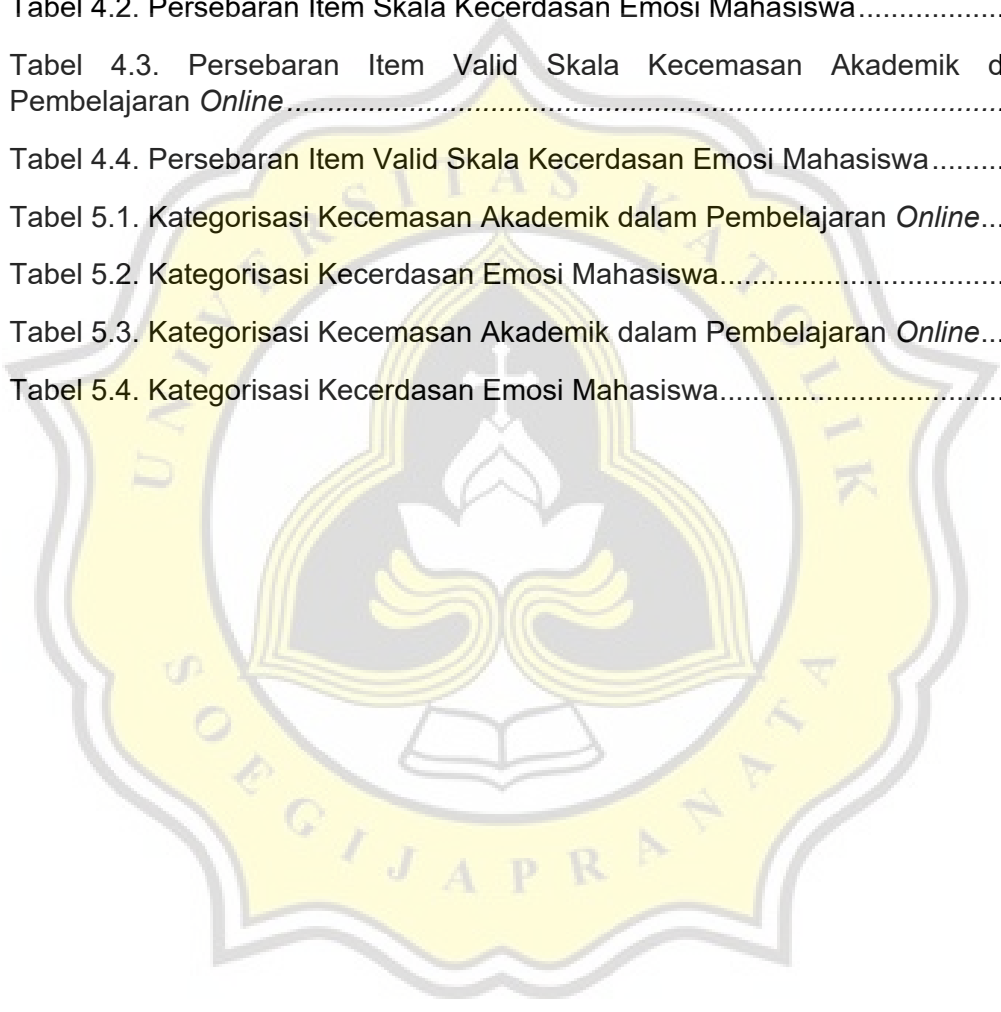 Tabel 4.2. Persebaran Item Skala Kecerdasan Emosi Mahasiswa..................
Tabel 4.3. Persebaran Item Valid Skala Kecemasan Akademik d
Pembelajaran Online..........................................................................................
Tabel 4.4. Persebaran Item Valid Skala Kecerdasan Emosi Mahasiswa.........
Tabel 5.1. Kategorisasi Kecemasan Akademik dalam Pembelajaran Online...
Tabel 5.2. Kategorisasi Kecerdasan Emosi Mahasiswa...................................
Tabel 5.3. Kategorisasi Kecemasan Akademik dalam Pembelajaran Online...
Tabel 5.4. Kategorisasi Kecerdasan Emosi Mahasiswa...................................
UNIVERSITAS KATOLIK
SOEGIJAPRANATA